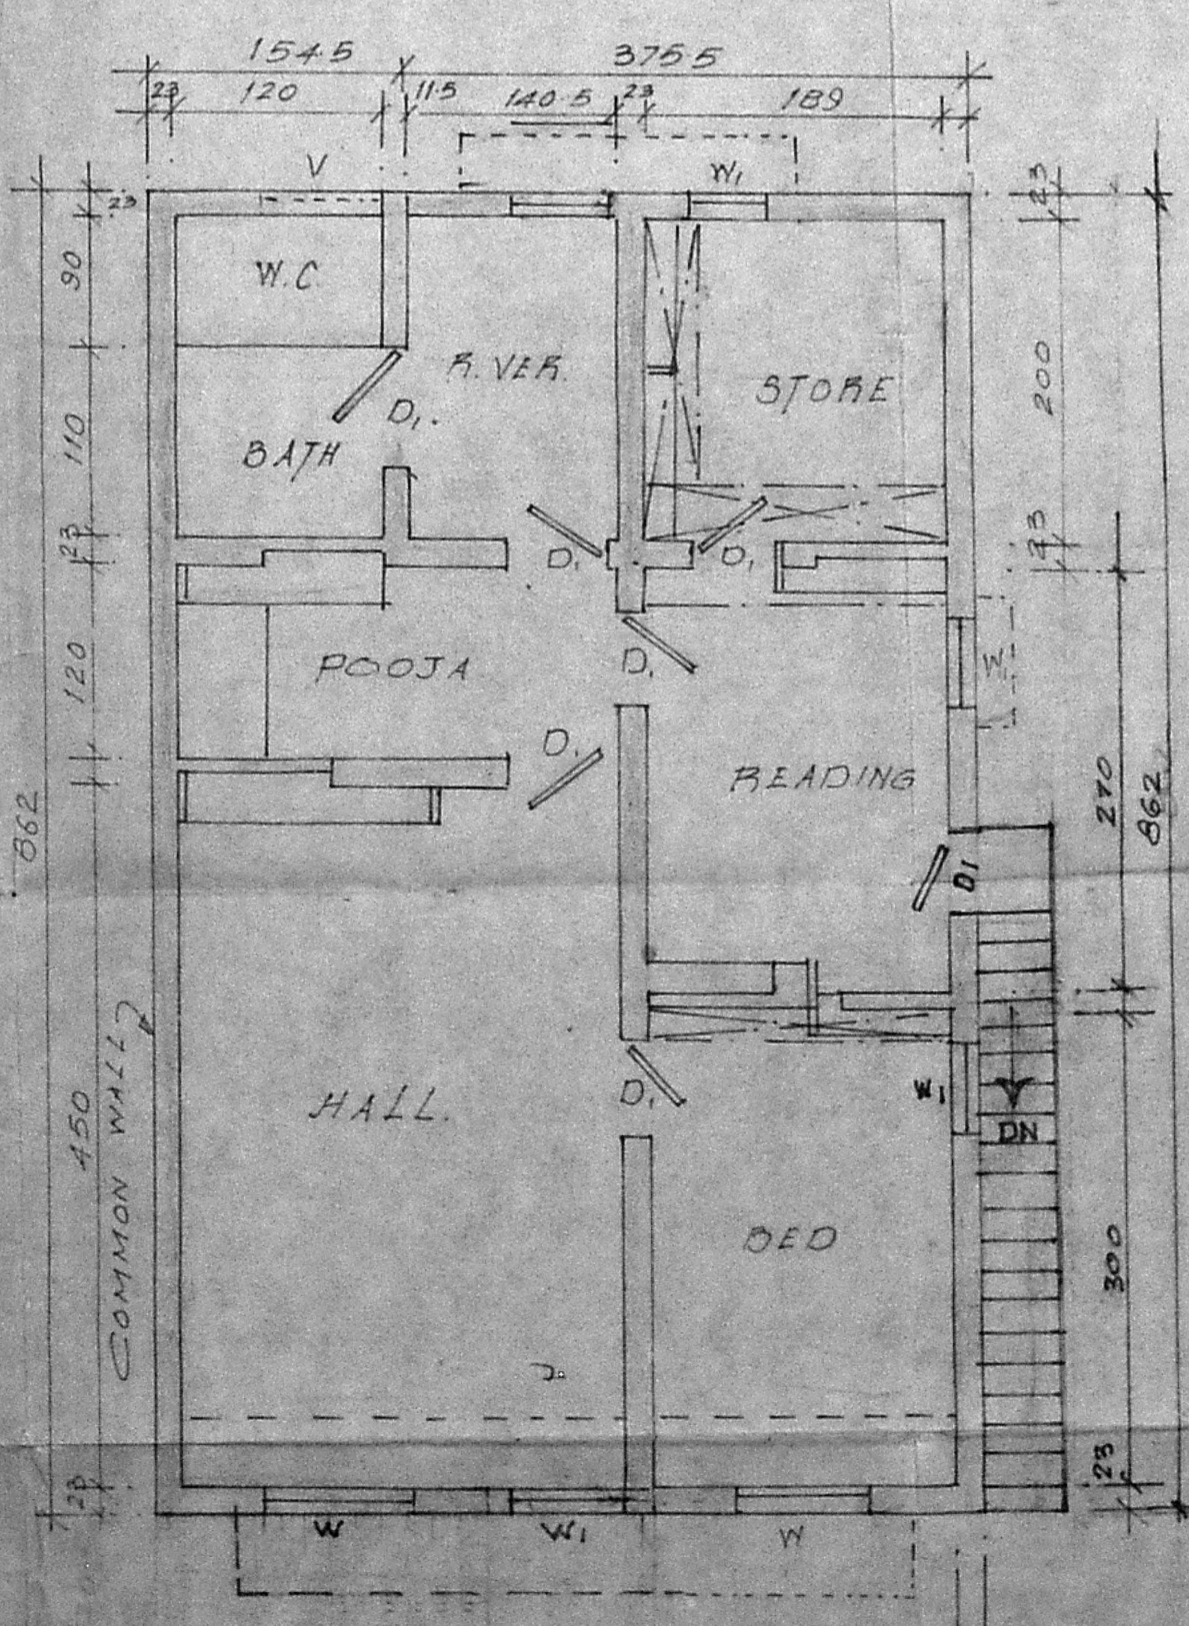 154.5 375.5
23 120 11.5 140.5 23 189
V W1
23 23
90 W.C.
R. VER. STORE 200
D1.
110 BATH
23 D1 D1 23
120 POOJA D1 W
D1
READING 270
862 862
D1
COMMON WALL
450 HALL. D1 W1
DN
BED 300
23 23
W W1 W